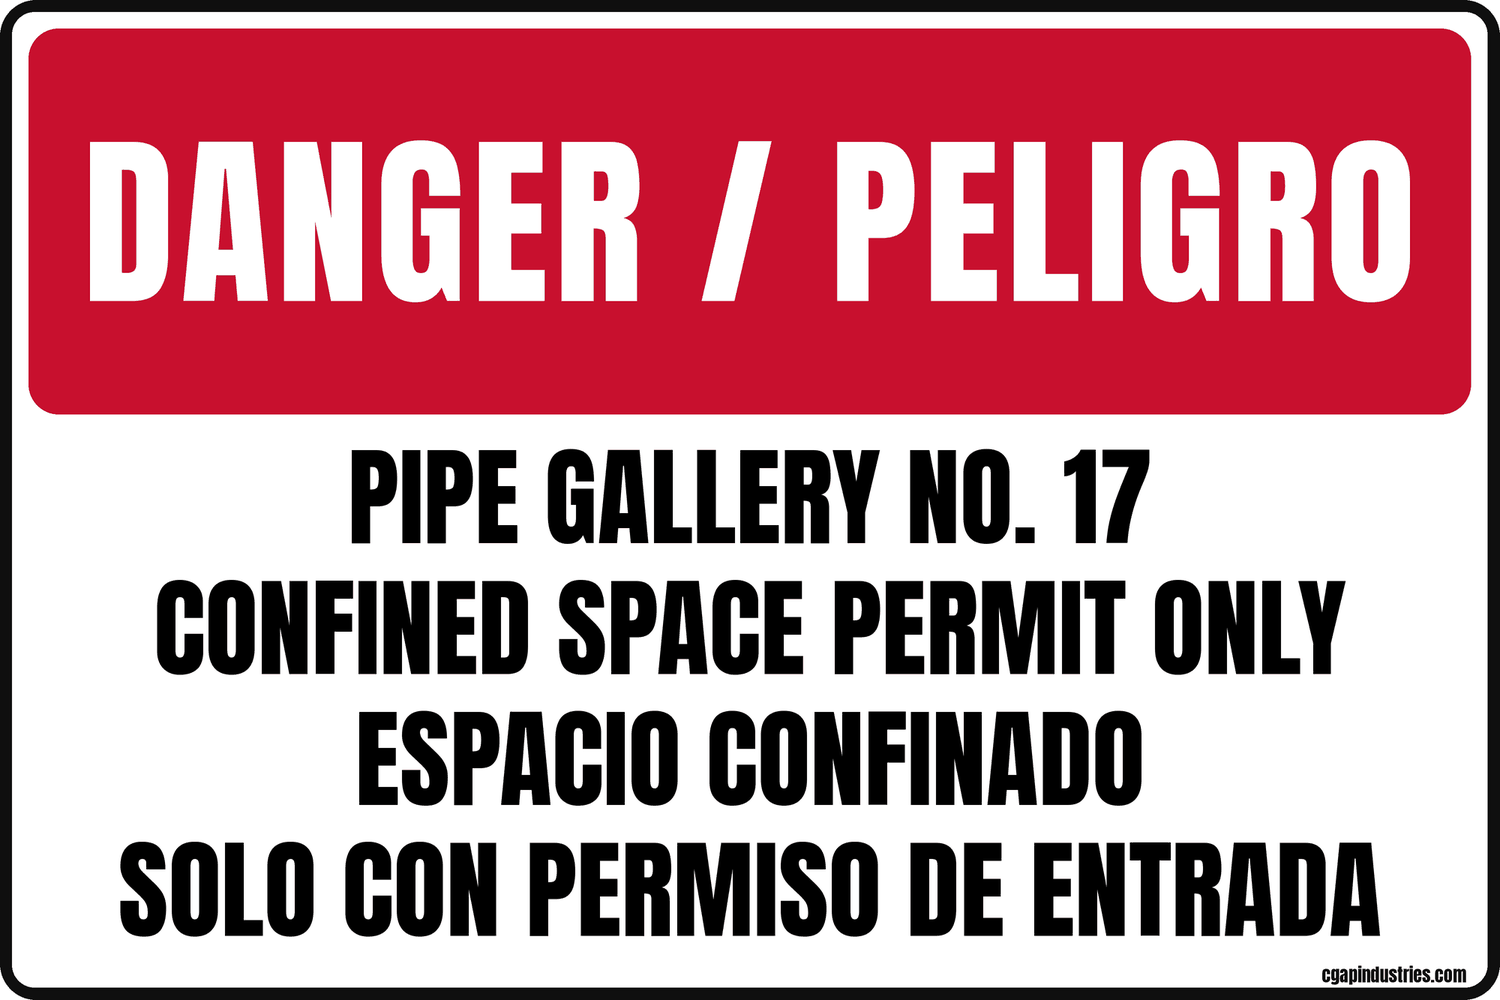 DANGER / PELIGRO
PIPE GALLERY NO. 17
CONFINED SPACE PERMIT ONLY
ESPACIO CONFINADO
SOLO CON PERMISO DE ENTRADA
cgapindustries.com